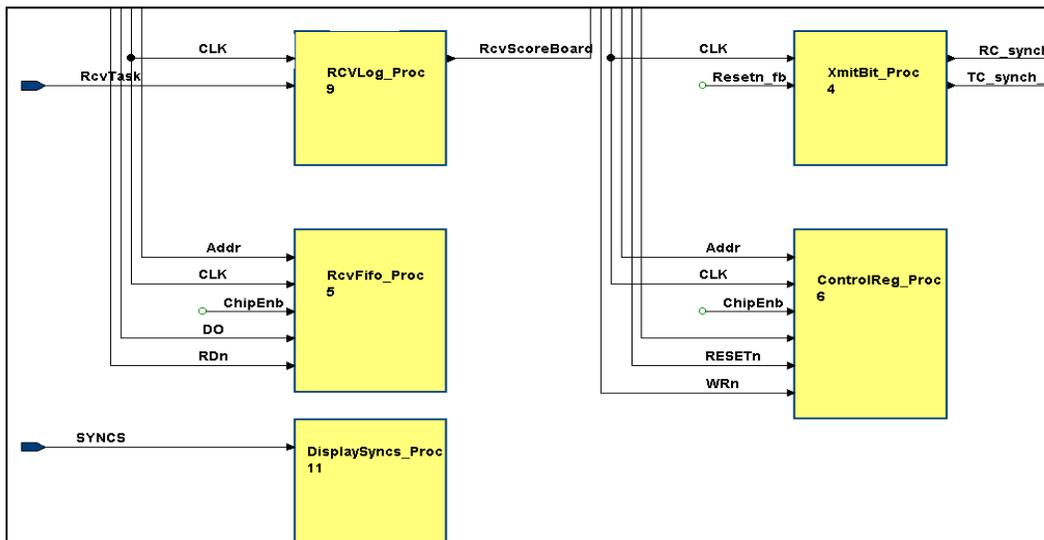 CLK
RcvTask
RCVLog_Proc
9
RcvScoreBoard
CLK
Resetn_fb
XmitBit_Proc
4
RC_synch
TC_synch_
Addr
CLK
ChipEnb
DO
RDn
RcvFifo_Proc
5
Addr
CLK
ChipEnb
RESETn
WRn
ControlReg_Proc
6
SYNCS
DisplaySyncs_Proc
11